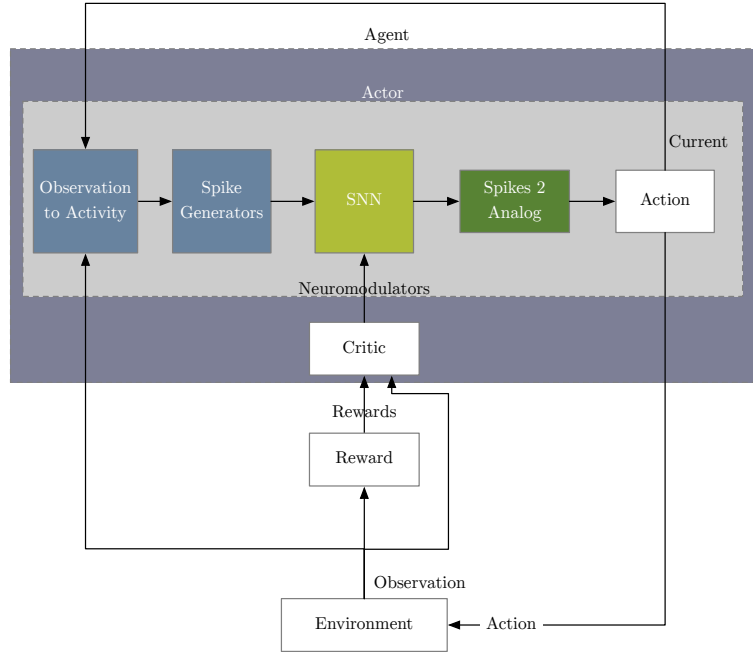 Agent
Actor
Current
Observation
to Activity
Spike
Generators
SNN
Spikes 2
Analog
Action
Neuromodulators
Critic
Rewards
Reward
Observation
Environment
Action